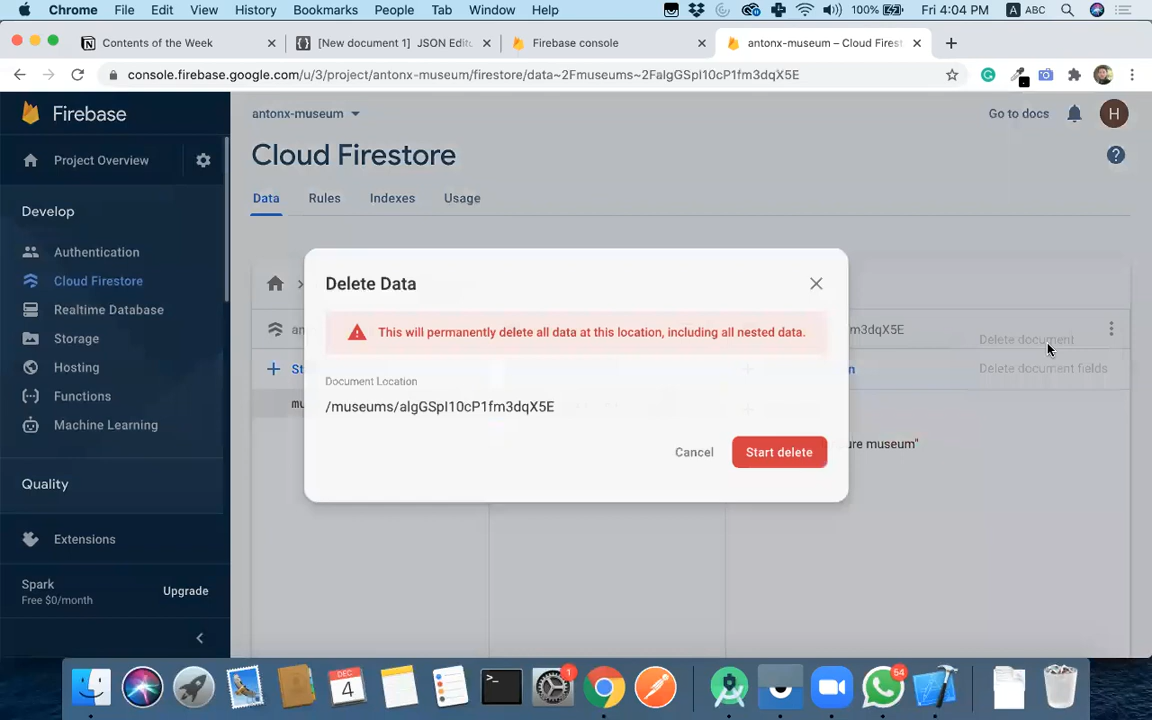 Chrome File Edit View History Bookmarks People Tab Window Help 100% Fri 4:04 PM A ABC
Contents of the Week [New document 1] JSON Edit Firebase console antonx-museum – Cloud Firest
console.firebase.google.com/u/3/project/antonx-museum/firestore/data~2Fmuseums~2FalgGSpI10cP1fm3dqX5E
Firebase antonx-museum Go to docs H
Cloud Firestore
Project Overview
Data Rules Indexes Usage
Develop
Authentication
Cloud Firestore
Realtime Database
Storage
Hosting
Functions
Machine Learning
Quality
Extensions
Spark
Free $0/month
Upgrade
Delete Data
This will permanently delete all data at this location, including all nested data.
m3dqX5E
Delete document
Delete document fields
Document Location
/museums/algGSpI10cP1fm3dqX5E
ure museum"
Cancel Start delete
DEC
4
1
64